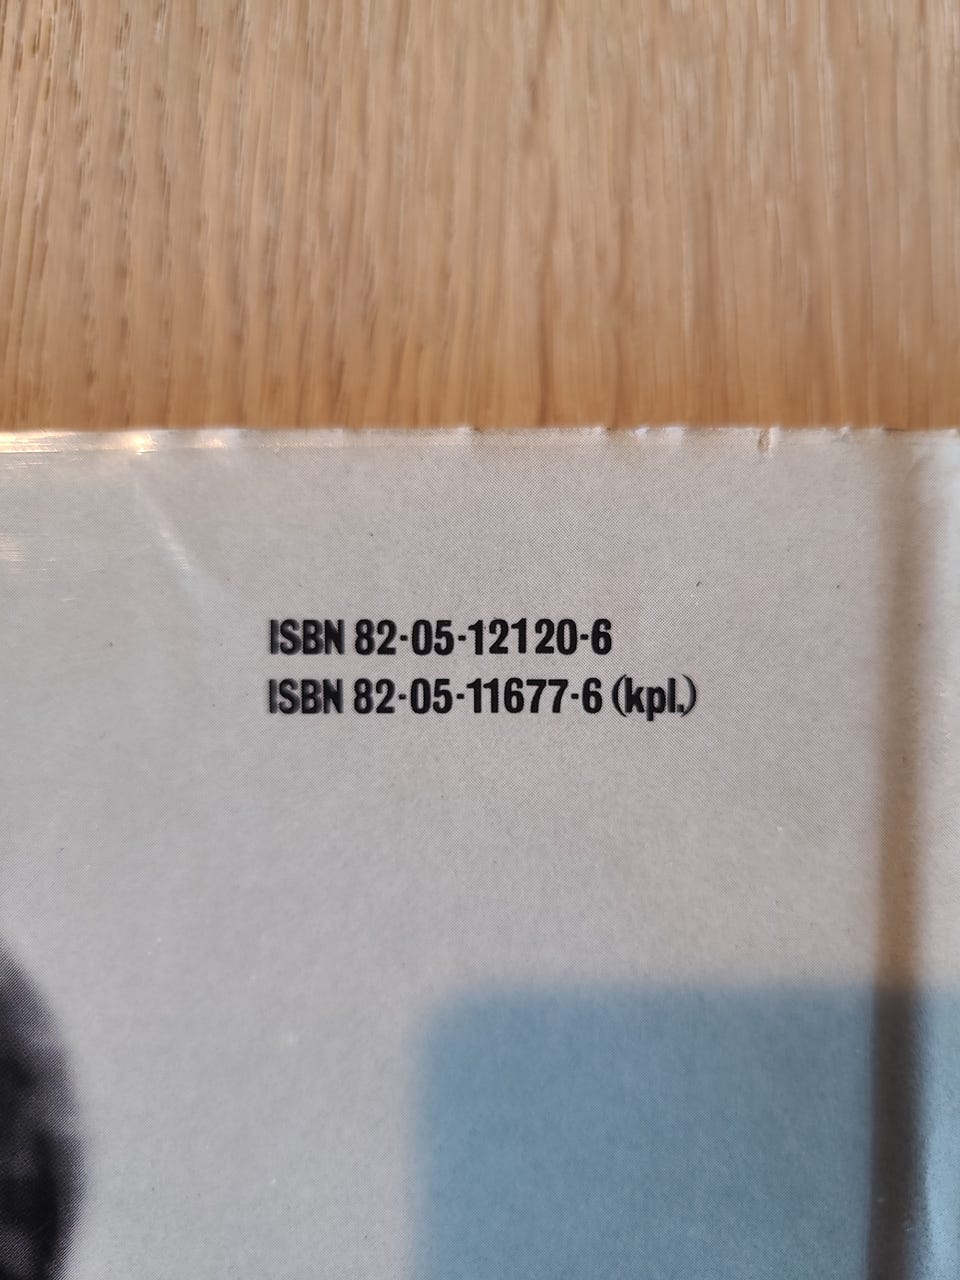 ISBN 82-05-12120-6
ISBN 82-05-11677-6 (kpl.)